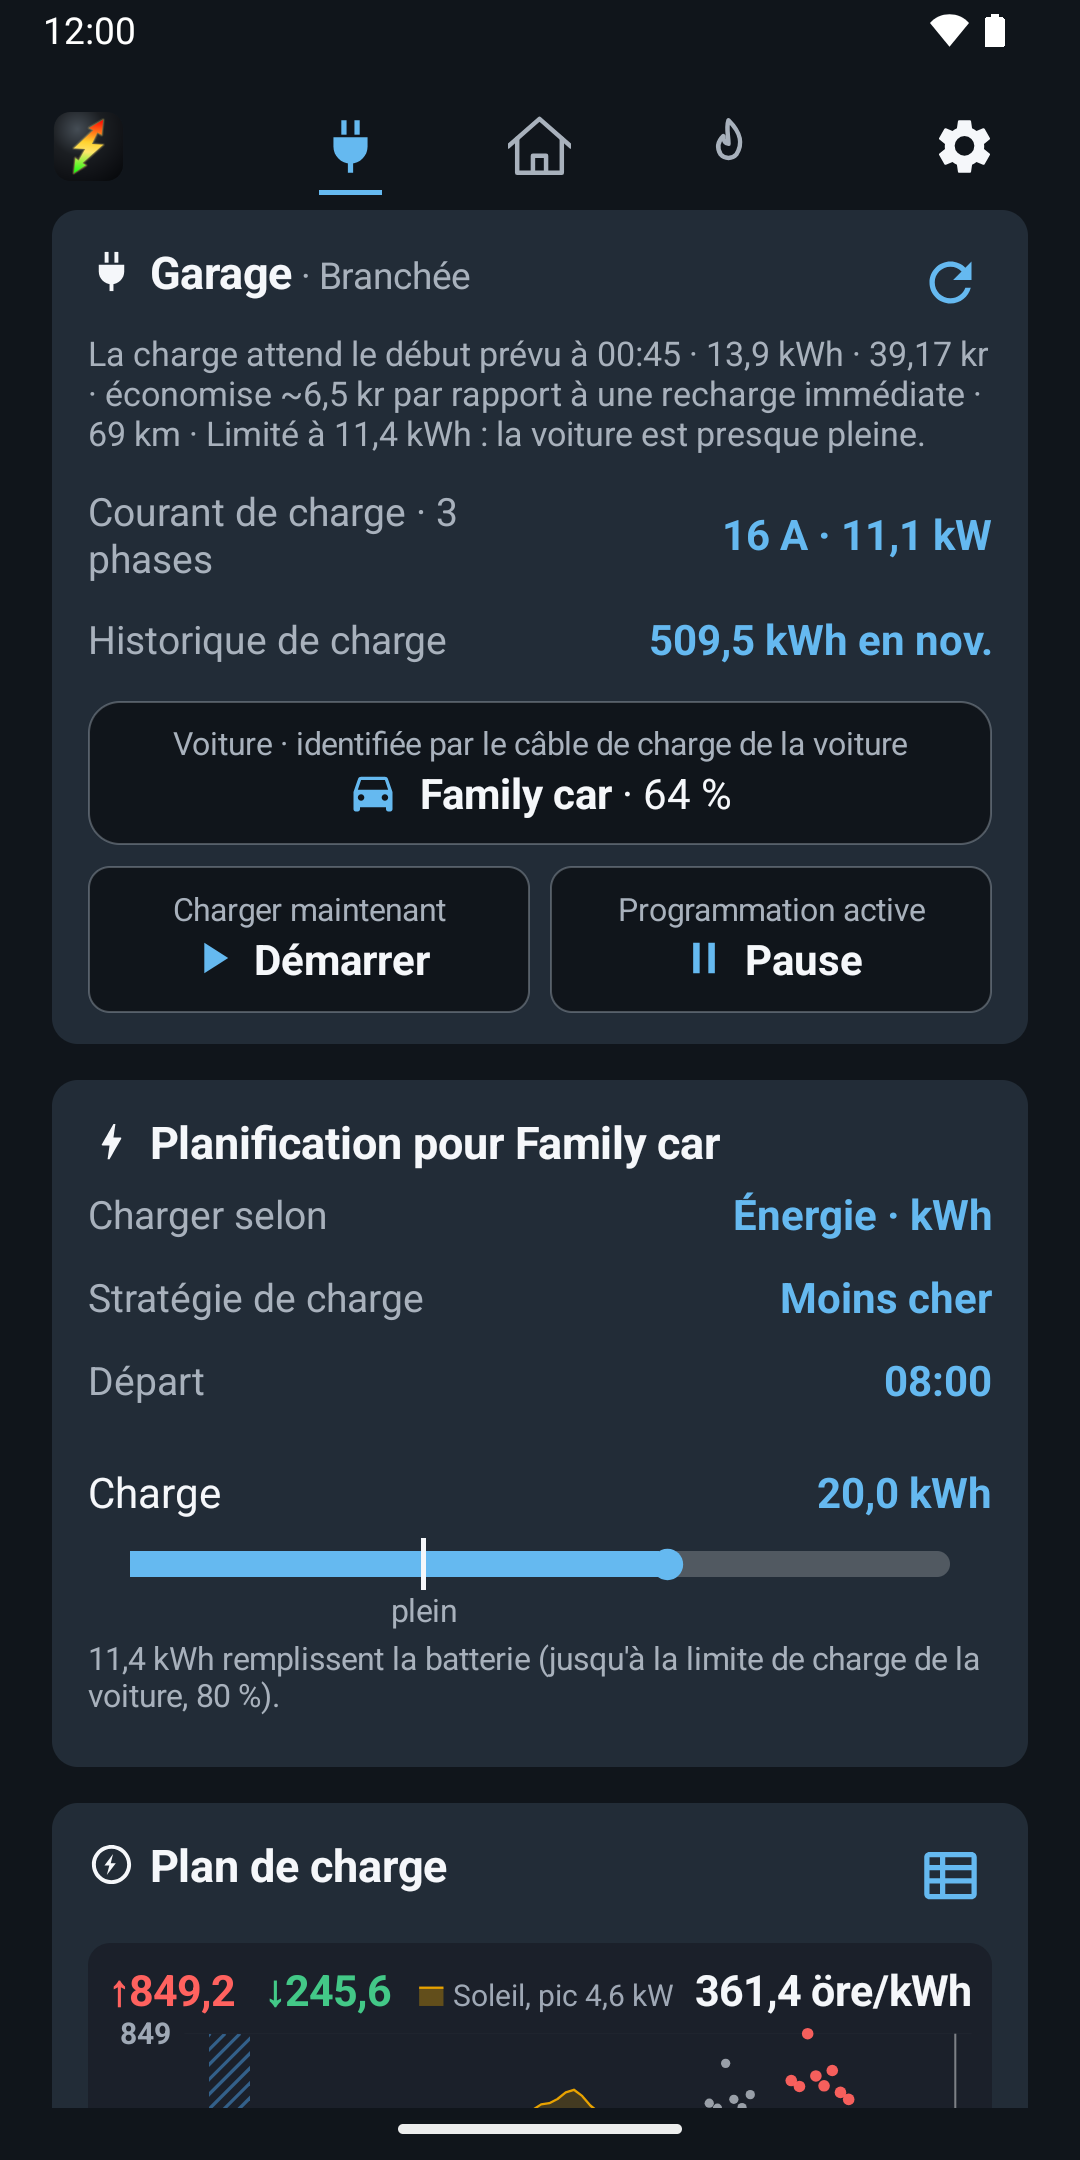 12:00
Garage · Branchée
La charge attend le début prévu à 00:45 · 13,9 kWh · 39,17 kr
· économise ~6,5 kr par rapport à une recharge immédiate ·
69 km · Limité à 11,4 kWh : la voiture est presque pleine.
Courant de charge · 3
phases
16 A · 11,1 kW
Historique de charge
509,5 kWh en nov.
Voiture · identifiée par le câble de charge de la voiture
Family car · 64 %
Charger maintenant
Démarrer
Programmation active
Pause
Planification pour Family car
Charger selon
Énergie · kWh
Stratégie de charge
Moins cher
Départ
08:00
Charge
20,0 kWh
plein
11,4 kWh remplissent la batterie (jusqu'à la limite de charge de la
voiture, 80 %).
Plan de charge
↑849,2 ↓245,6 Soleil, pic 4,6 kW 361,4 öre/kWh
849